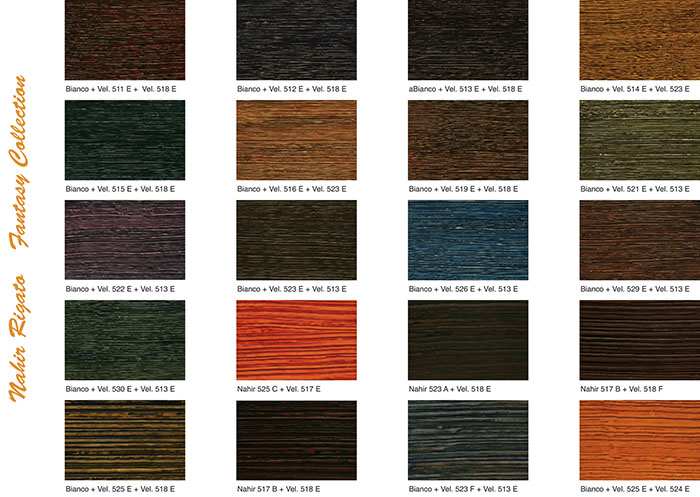 Nahir Rigato Fantasy Collection
Bianco + Vel. 511 E + Vel. 518 E
Bianco + Vel. 512 E + Vel. 518 E
aBianco + Vel. 513 E + Vel. 518 E
Bianco + Vel. 514 E + Vel. 523 E
Bianco + Vel. 515 E + Vel. 518 E
Bianco + Vel. 516 E + Vel. 523 E
Bianco + Vel. 519 E + Vel. 518 E
Bianco + Vel. 521 E + Vel. 513 E
Bianco + Vel. 522 E + Vel. 513 E
Bianco + Vel. 523 E + Vel. 513 E
Bianco + Vel. 526 E + Vel. 513 E
Bianco + Vel. 529 E + Vel. 513 E
Bianco + Vel. 530 E + Vel. 513 E
Nahir 525 C + Vel. 517 E
Nahir 523 A + Vel. 518 E
Nahir 517 B + Vel. 518 F
Bianco + Vel. 525 E + Vel. 518 E
Nahir 517 B + Vel. 518 E
Bianco + Vel. 523 F + Vel. 513 E
Bianco + Vel. 525 E + Vel. 524 E